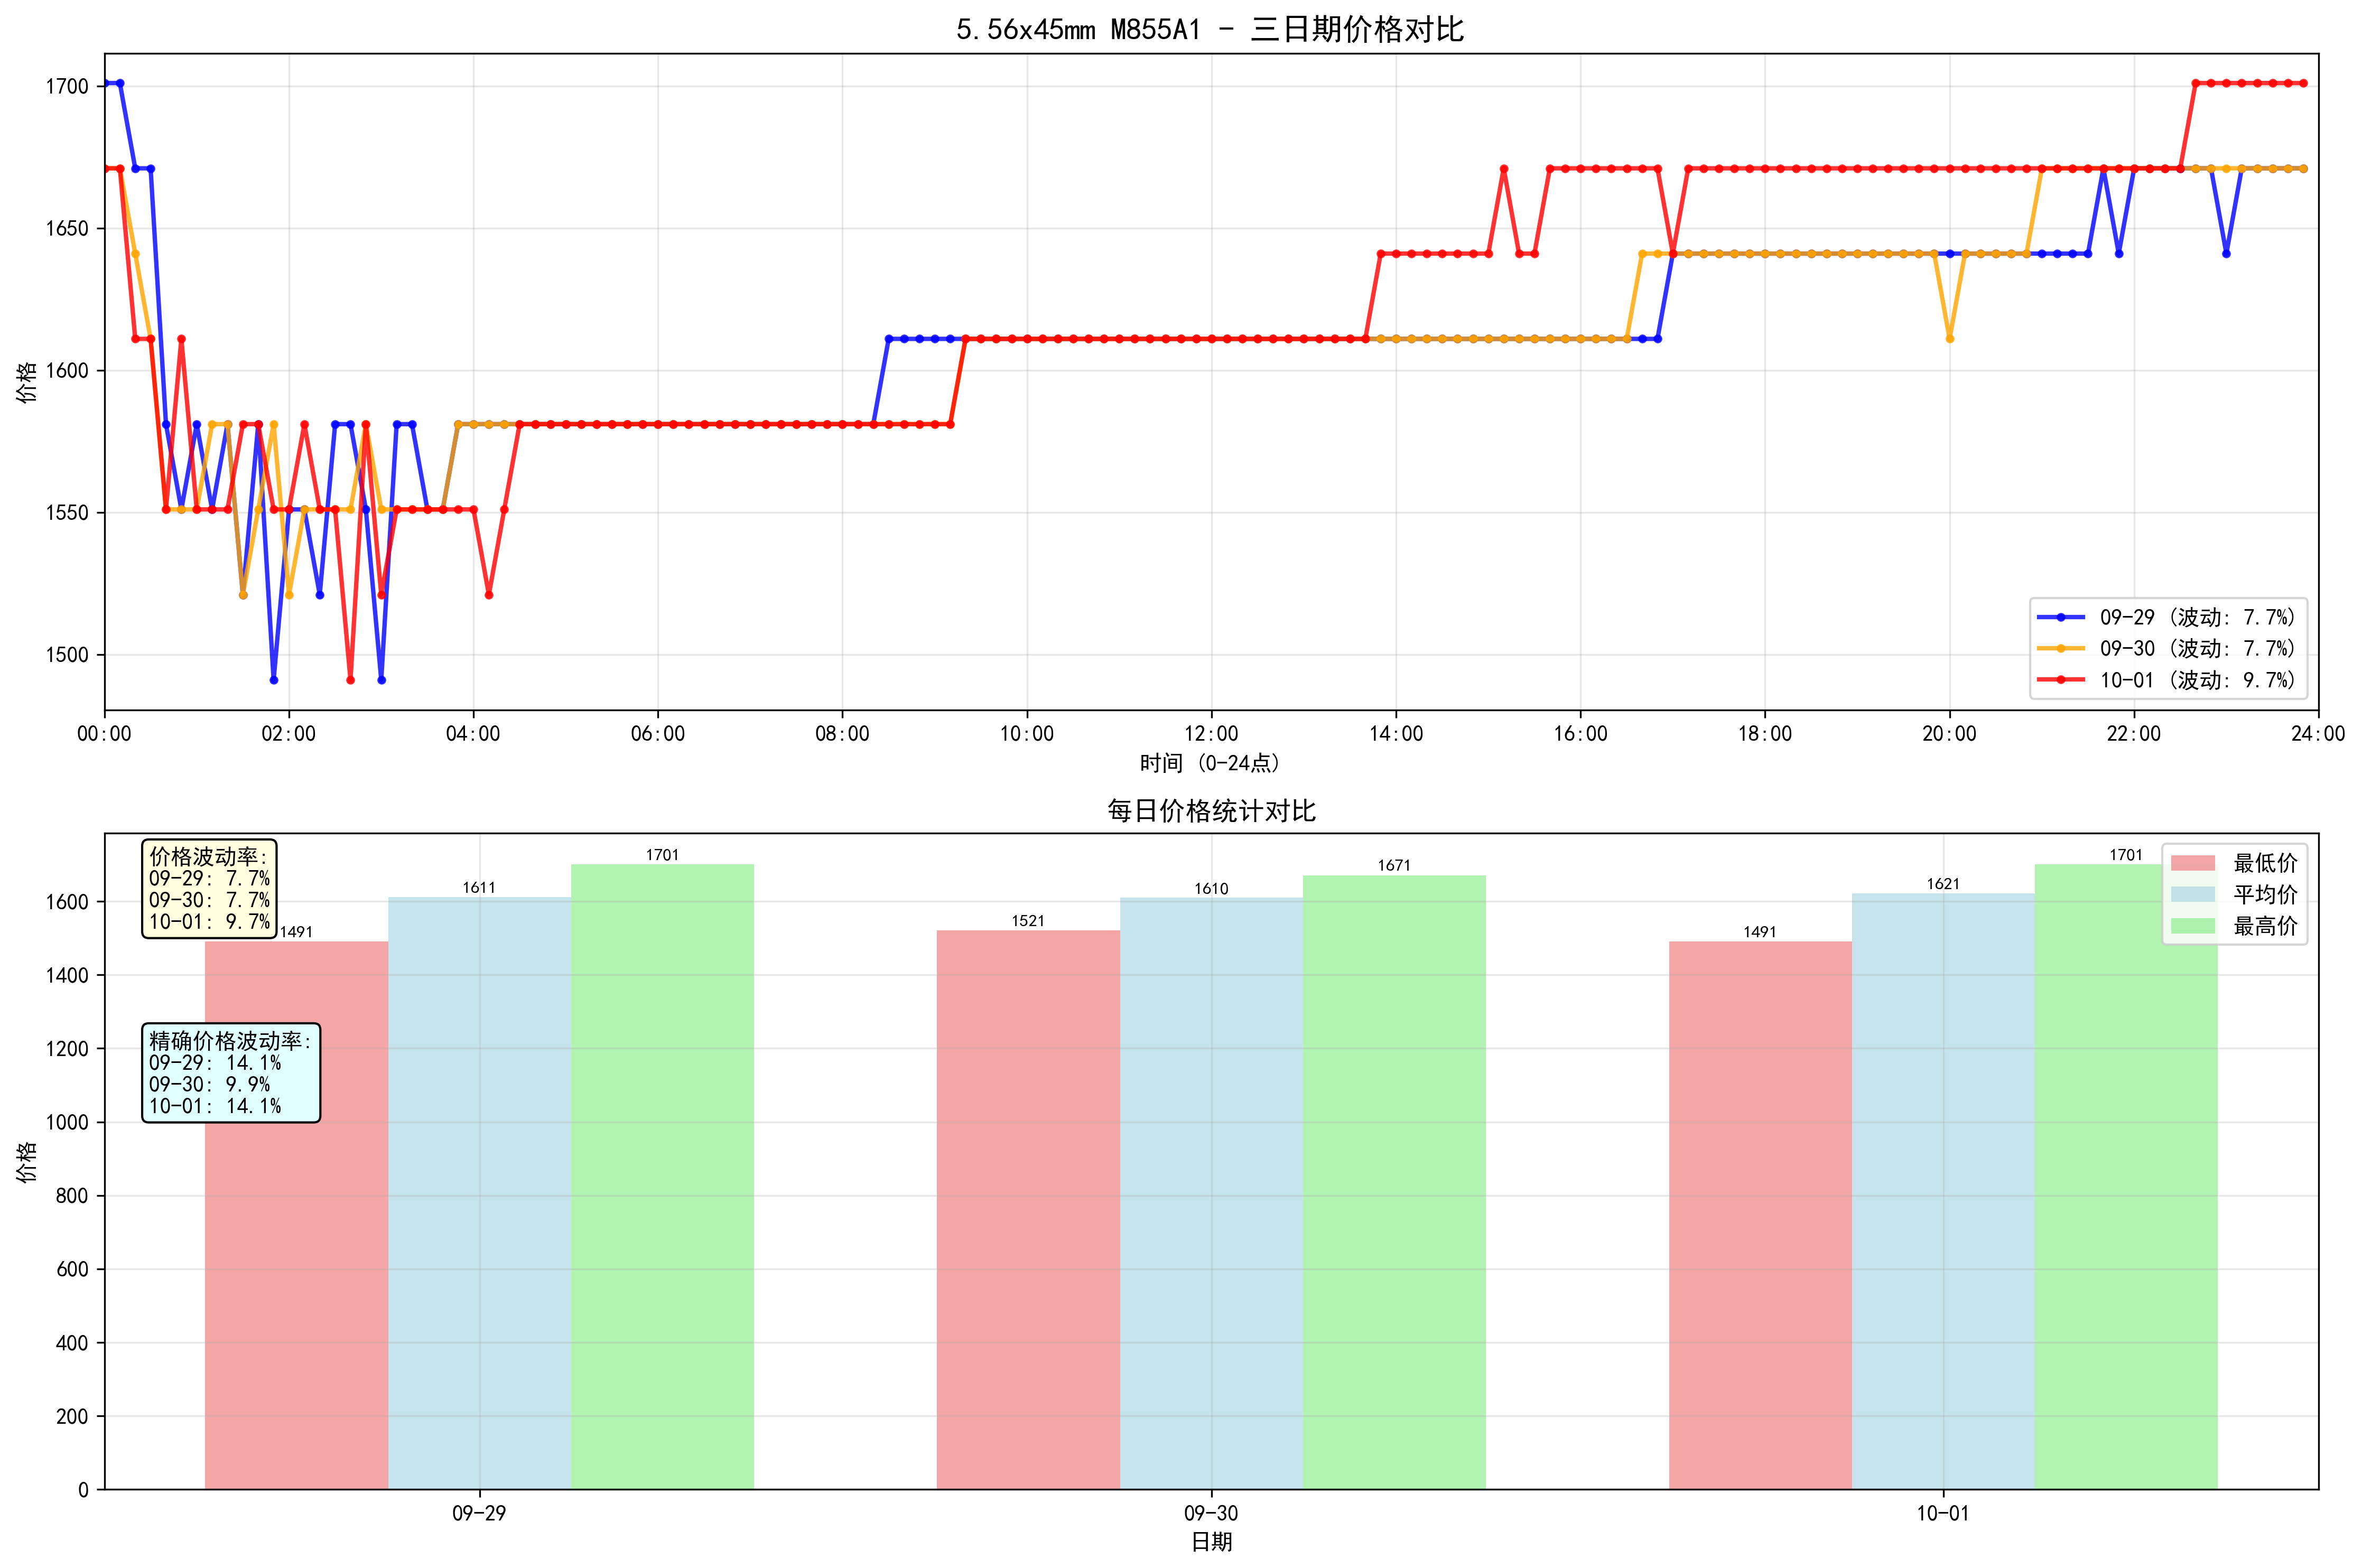 5.56x45mm M855A1 - 三日期价格对比
价格
1700
1650
1600
1550
1500
09-29 (波动: 7.7%)
09-30 (波动: 7.7%)
10-01 (波动: 9.7%)
00:00 02:00 04:00 06:00 08:00 10:00 12:00 14:00 16:00 18:00 20:00 22:00 24:00
时间 (0-24点)
每日价格统计对比
价格
1600
1400
1200
1000
800
600
400
200
0
价格波动率:
09-29: 7.7%
09-30: 7.7%
10-01: 9.7%
精确价格波动率:
09-29: 14.1%
09-30: 9.9%
10-01: 14.1%
1491 1611 1701
1521 1610 1671
1491 1621 1701
最低价
平均价
最高价
09-29 09-30 10-01
日期